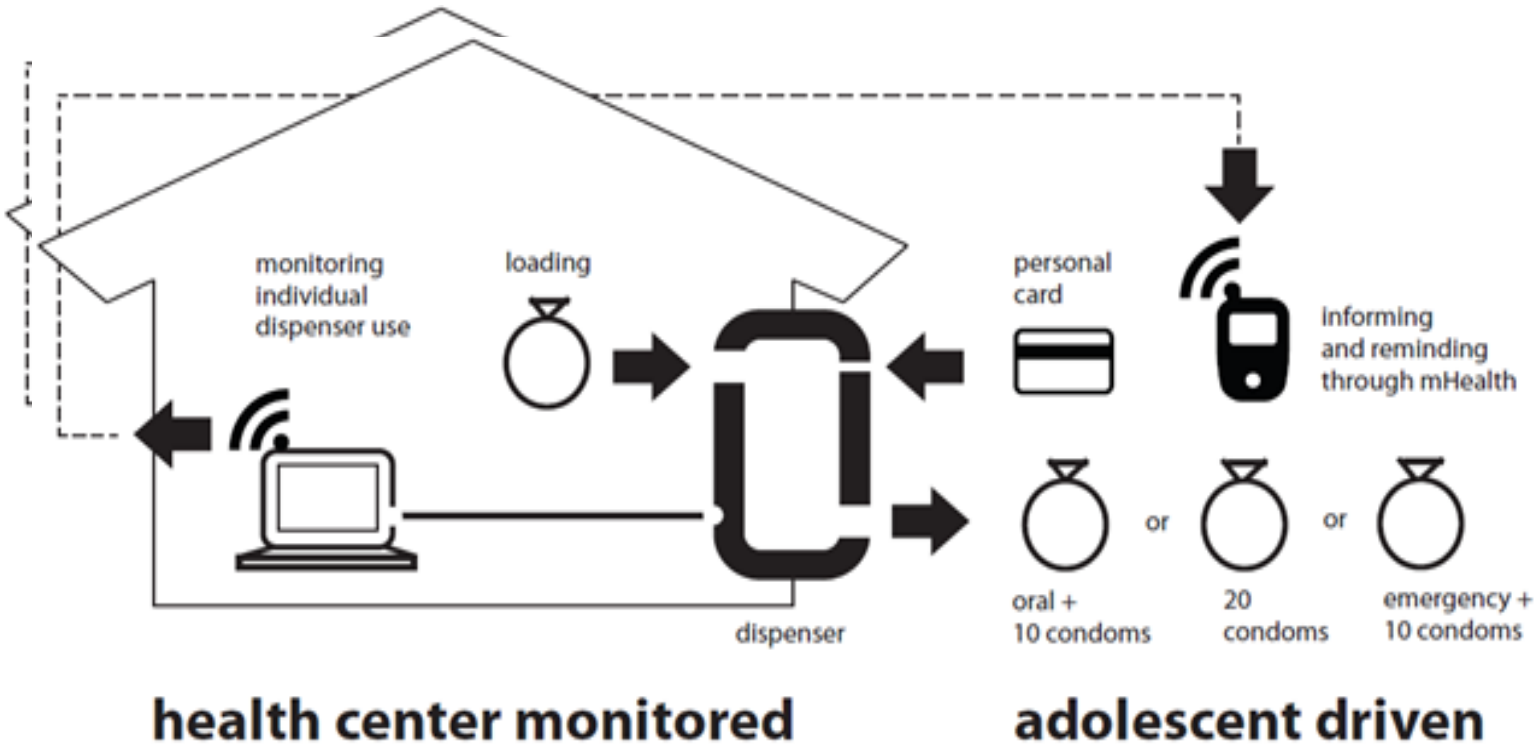 monitoring
individual
dispenser use
loading
personal
card
informing
and reminding
through mHealth
or
or
oral +
10 condoms
20
condoms
emergency +
10 condoms
dispenser
health center monitored
adolescent driven